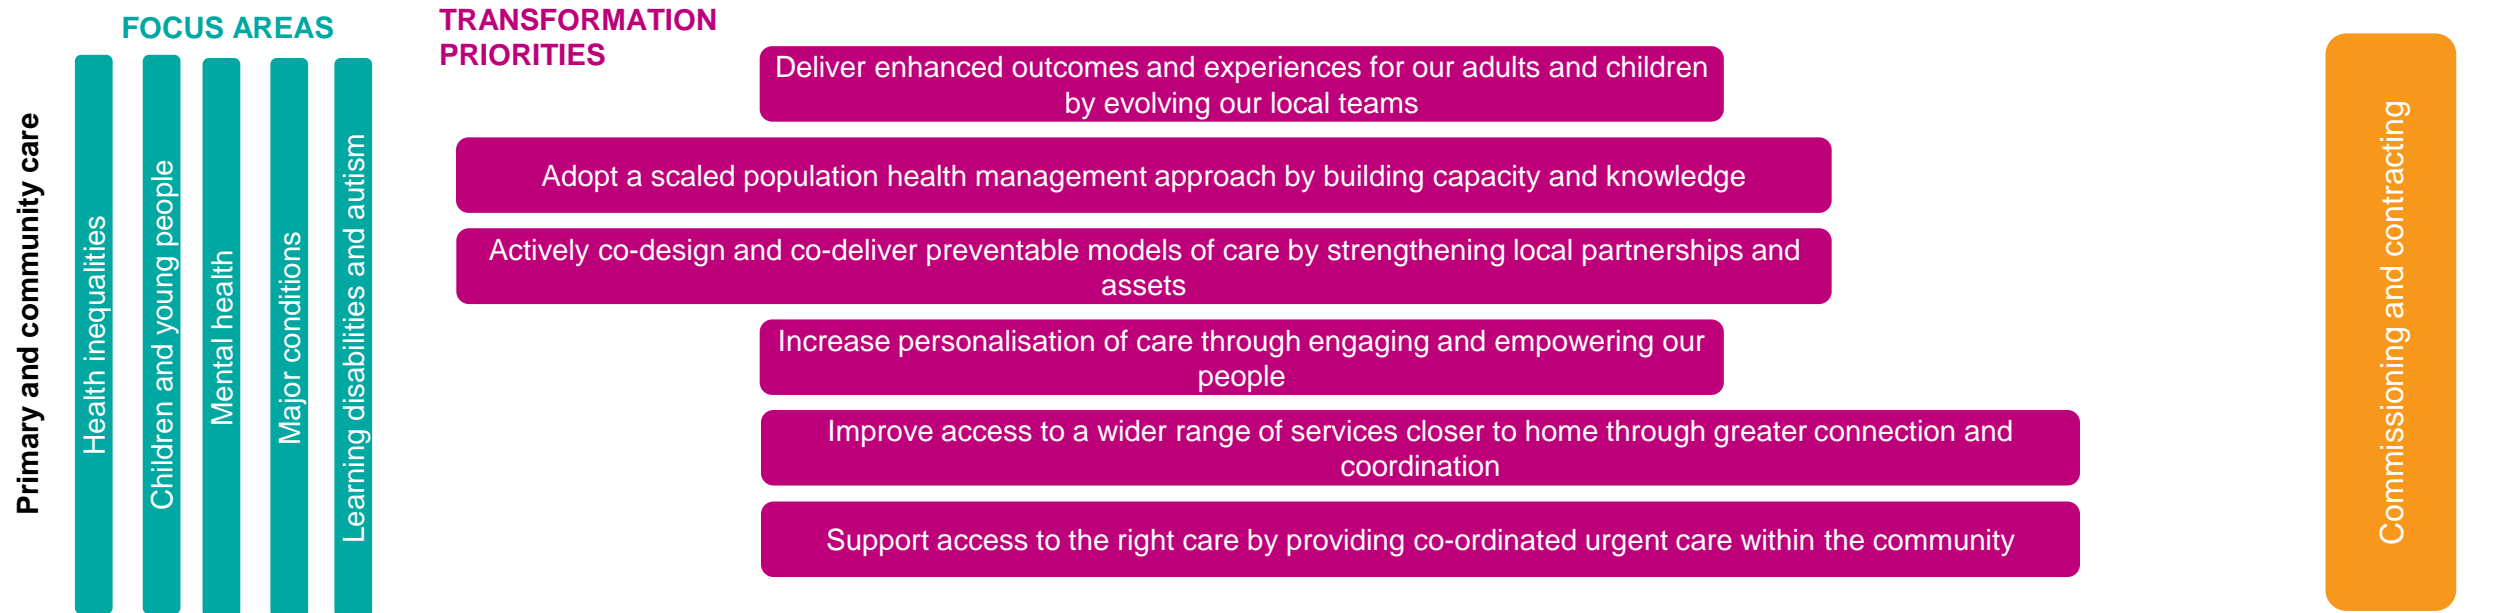 Primary and community care
FOCUS AREAS
Health inequalities
Children and young people
Mental health
Major conditions
Learning disabilities and autism
TRANSFORMATION
PRIORITIES
Deliver enhanced outcomes and experiences for our adults and children
by evolving our local teams
Adopt a scaled population health management approach by building capacity and knowledge
Actively co-design and co-deliver preventable models of care by strengthening local partnerships and
assets
Increase personalisation of care through engaging and empowering our
people
Improve access to a wider range of services closer to home through greater connection and
coordination
Support access to the right care by providing co-ordinated urgent care within the community
Commissioning and contracting